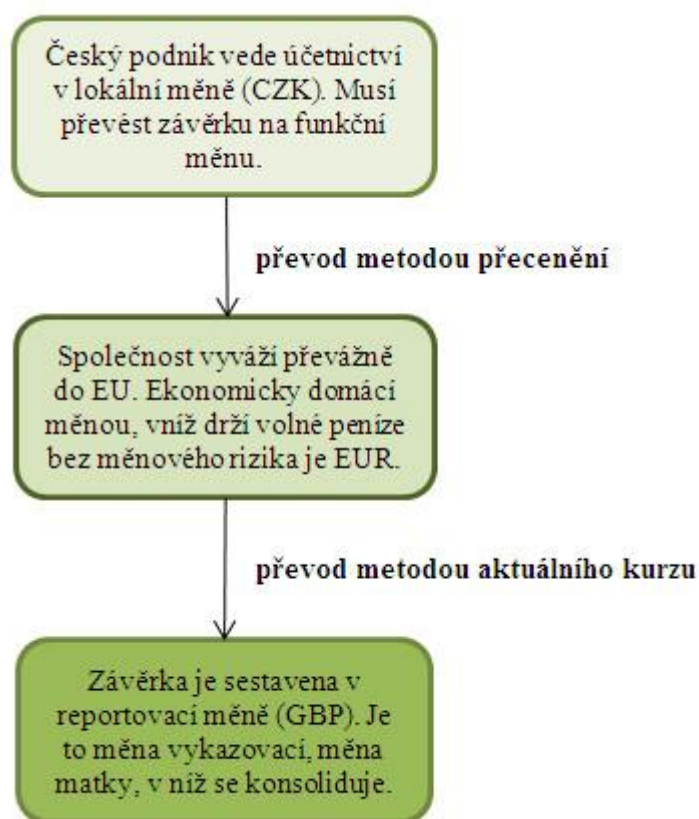 Český podnik vede účetnictví
v lokální měně (CZK). Musí
převést závěrku na funkční
měnu.
převod metodou přecenění
Společnost vyváží převážně
do EU. Ekonomicky domácí
měnou, vníž drží volné peníze
bez měnového rizika je EUR.
převod metodou aktuálního kurzu
Závěrka je sestavena v
reportovací měně (GBP). Je
to měna vykazovací, měna
matky, v níž se konsoliduje.